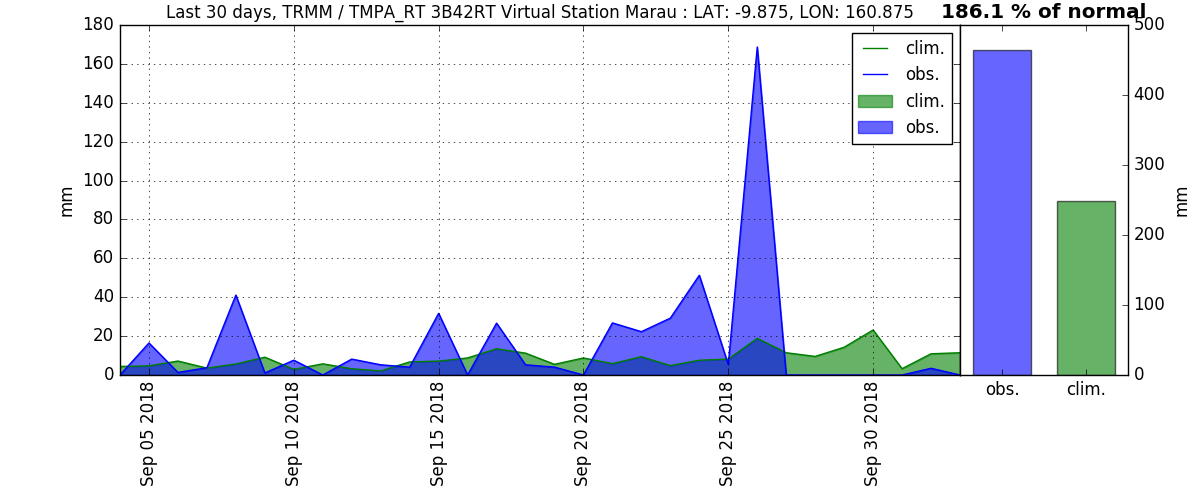 Last 30 days, TRMM / TMPA_RT 3B42RT Virtual Station Marau : LAT: -9.875, LON: 160.875
186.1 % of normal
180
160
140
120
100
80
60
40
20
0
mm
clim.
obs.
clim.
obs.
Sep 05 2018
Sep 10 2018
Sep 15 2018
Sep 20 2018
Sep 25 2018
Sep 30 2018
500
400
300
200
100
0
mm
obs.
clim.